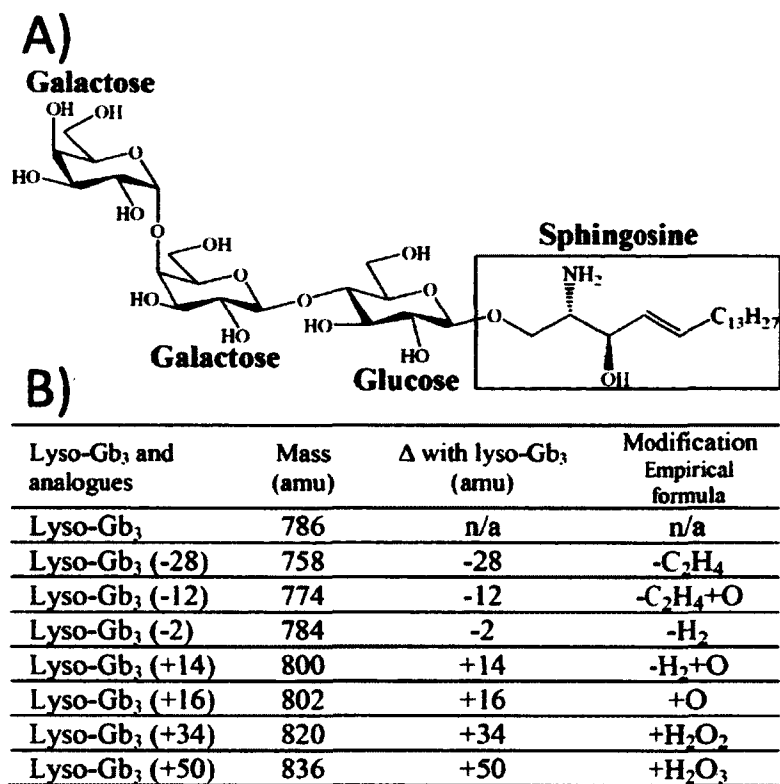 A)
Galactose
OH
OH
O
HO
HO
O
OH
O
HO
HO
Galactose
O
OH
O
HO
HO
Glucose
Sphingosine
NH₂
O
C₁₃H₂₇
OH
B)
Lyso-Gb₃ and analogues Mass (amu) Δ with lyso-Gb₃ (amu) Modification Empirical formula
Lyso-Gb₃ 786 n/a n/a
Lyso-Gb₃ (-28) 758 -28 -C₂H₄
Lyso-Gb₃ (-12) 774 -12 -C₂H₄+O
Lyso-Gb₃ (-2) 784 -2 -H₂
Lyso-Gb₃ (+14) 800 +14 -H₂+O
Lyso-Gb₃ (+16) 802 +16 +O
Lyso-Gb₃ (+34) 820 +34 +H₂O₂
Lyso-Gb₃ (+50) 836 +50 +H₂O₃